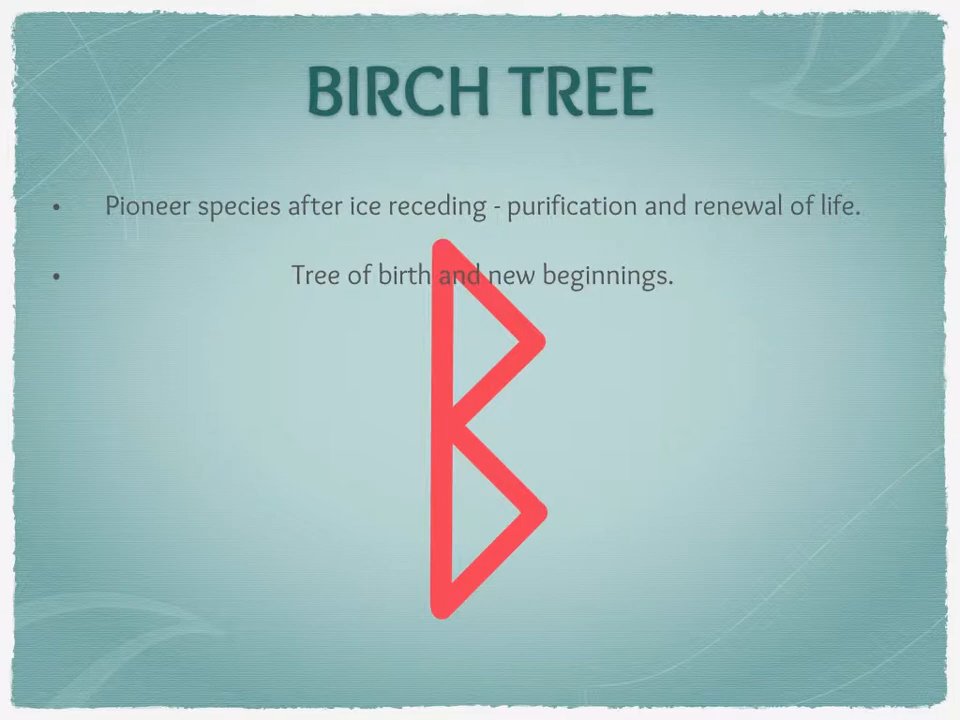 BIRCH TREE
• Pioneer species after ice receding - purification and renewal of life.
• Tree of birth and new beginnings.
ᛒ